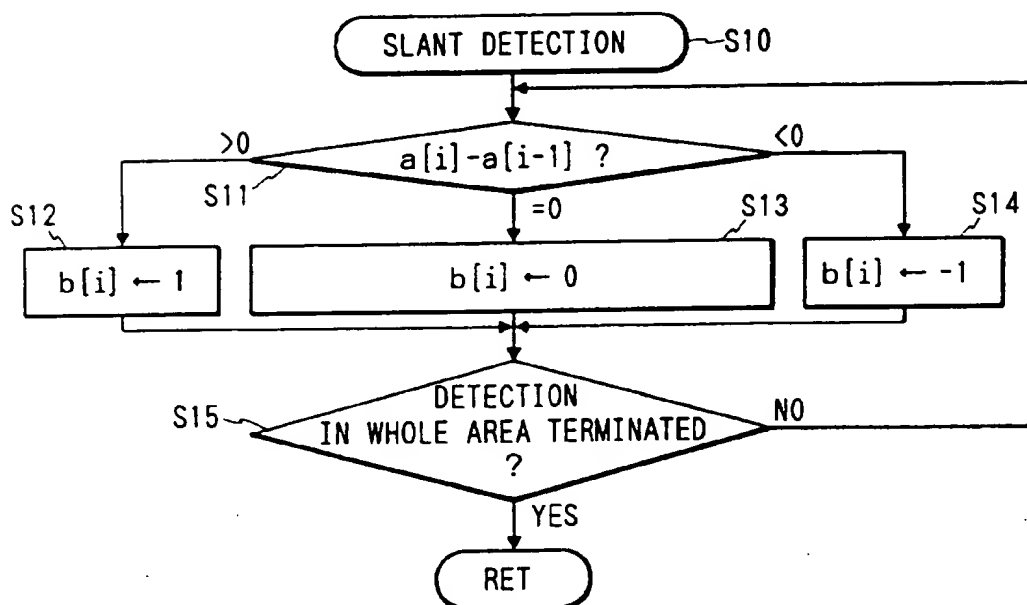 SLANT DETECTION
S10
>0
<0
a[i]-a[i-1] ?
S11
=0
S12
S13
S14
b[i] ← 1
b[i] ← 0
b[i] ← -1
S15
DETECTION
IN WHOLE AREA TERMINATED
?
NO
YES
RET